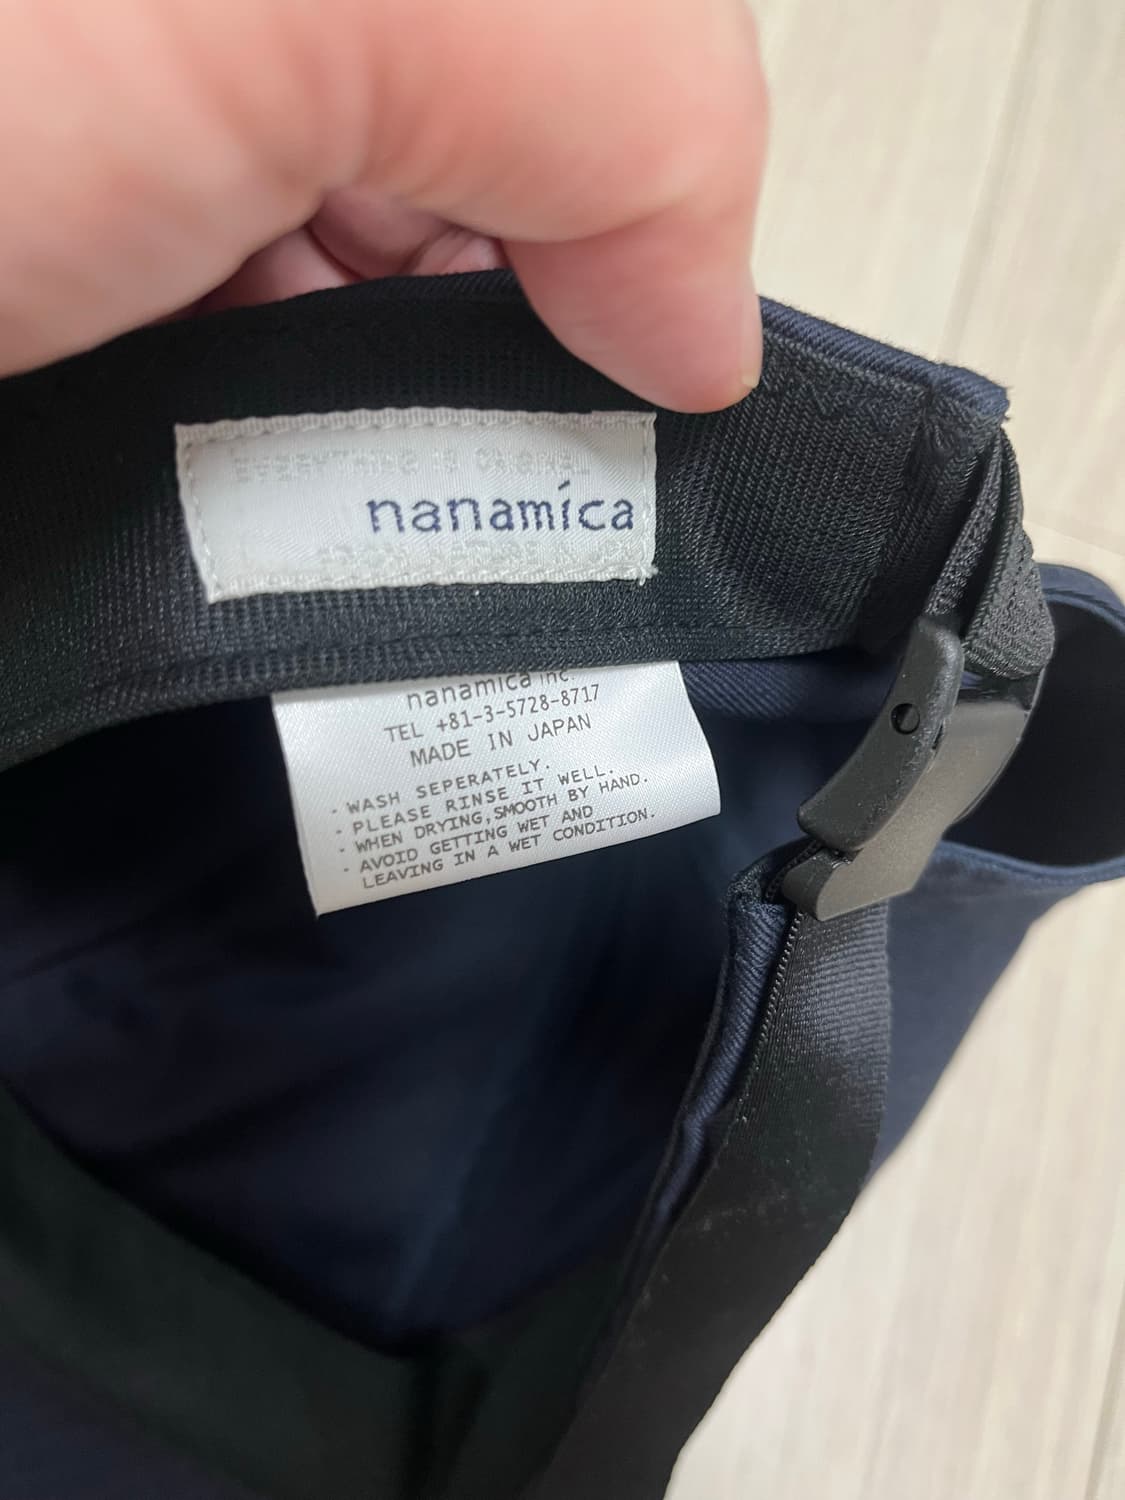 nanamíca
nanamica inc.
TEL +81-3-5728-8717
MADE IN JAPAN
· WASH SEPERATELY.
· PLEASE RINSE IT WELL.
· WHEN DRYING,SMOOTH BY HAND.
· AVOID GETTING WET AND
LEAVING IN A WET CONDITION.